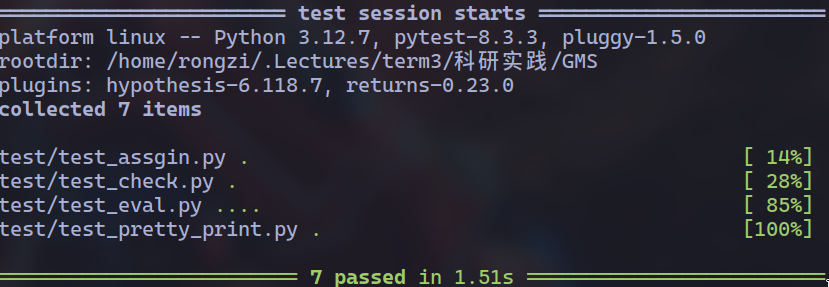 ============================ test session starts ============================
platform linux -- Python 3.12.7, pytest-8.3.3, pluggy-1.5.0
rootdir: /home/rongzi/.Lectures/term3/科研实践/GMS
plugins: hypothesis-6.118.7, returns-0.23.0
collected 7 items
test/test_assgin.py . [ 14%]
test/test_check.py . [ 28%]
test/test_eval.py .... [ 85%]
test/test_pretty_print.py . [100%]
============================ 7 passed in 1.51s ============================